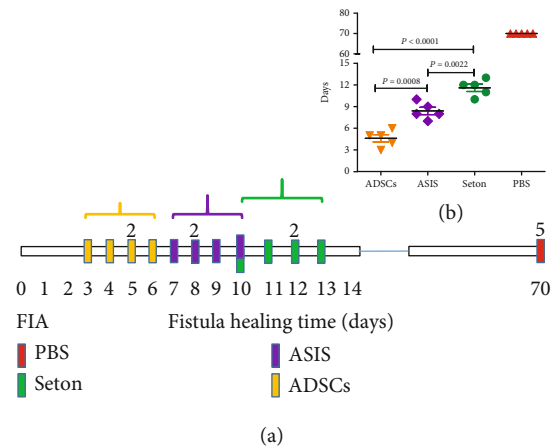 70
60
15
12
9
6
3
0
Days
P < 0.0001
P = 0.0022
P = 0.0008
ADSCs ASIS Seton PBS
(b)
2 2 2 5
0 1 2 3 4 5 6 7 8 9 10 11 12 13 14 70
FIA Fistula healing time (days)
PBS ASIS
Seton ADSCs
(a)